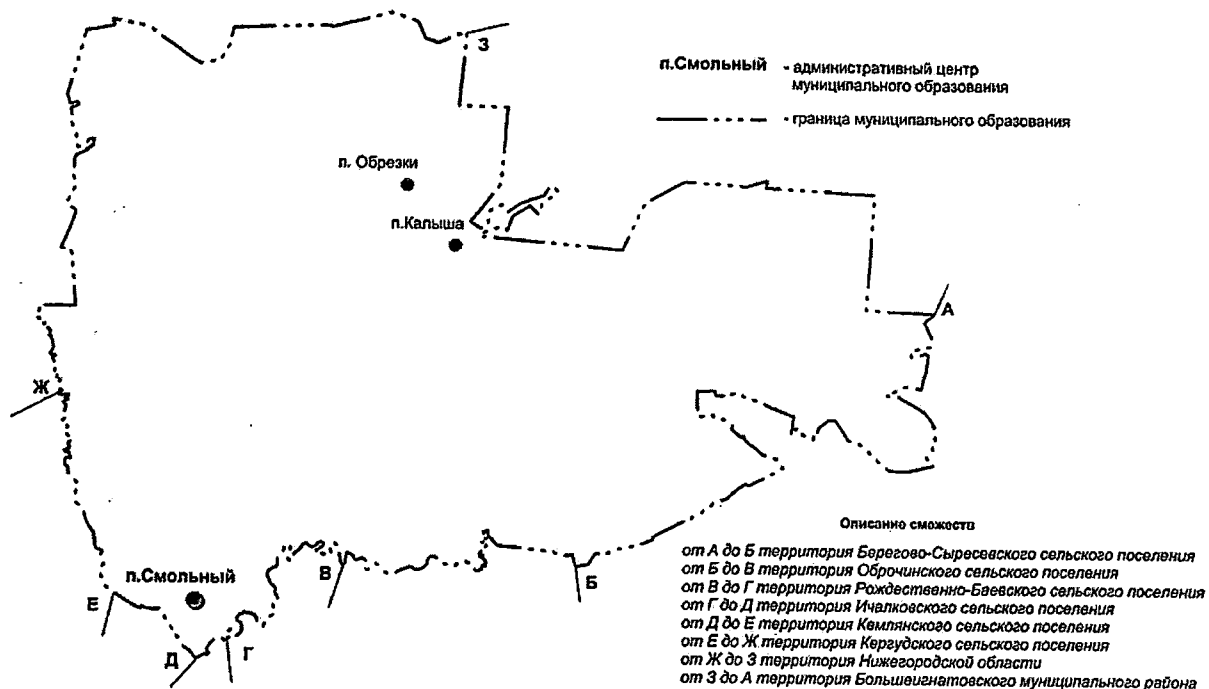 З
п.Смольный - административный центр
муниципального образования
- граница муниципального образования
п. Обрезки
п.Калыша
А
Ж
Описание смежеств
от А до Б территория Берегово-Сыресевского сельского поселения
В
Б
от Б до В территория Оброчинского сельского поселения
п.Смольный
от В до Г территория Рождественно-Баевского сельского поселения
Е
от Г до Д территория Ичалковского сельского поселения
от Д до Е территория Кемлянского сельского поселения
Д
Г
от Е до Ж территория Кергудского сельского поселения
от Ж до З территория Нижегородской области
от З до А территория Большеигнатовского муниципального района